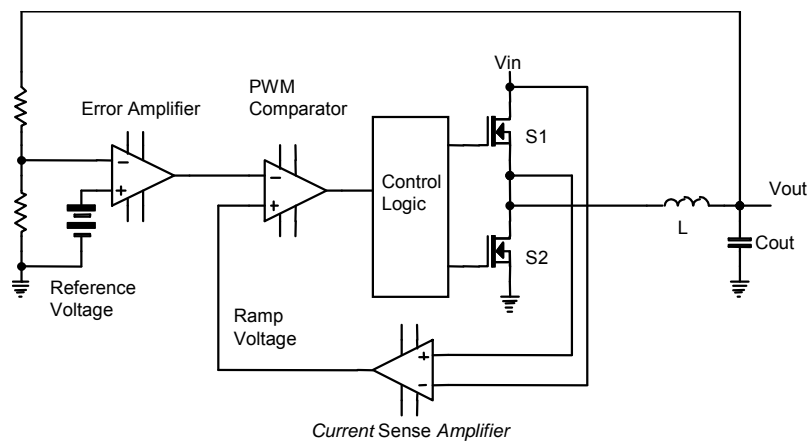 Vin
PWM
Comparator
Error Amplifier
S1
−
+
−
+
Control
Logic
Vout
L
Cout
S2
Reference
Voltage
Ramp
Voltage
+
−
Current Sense Amplifier